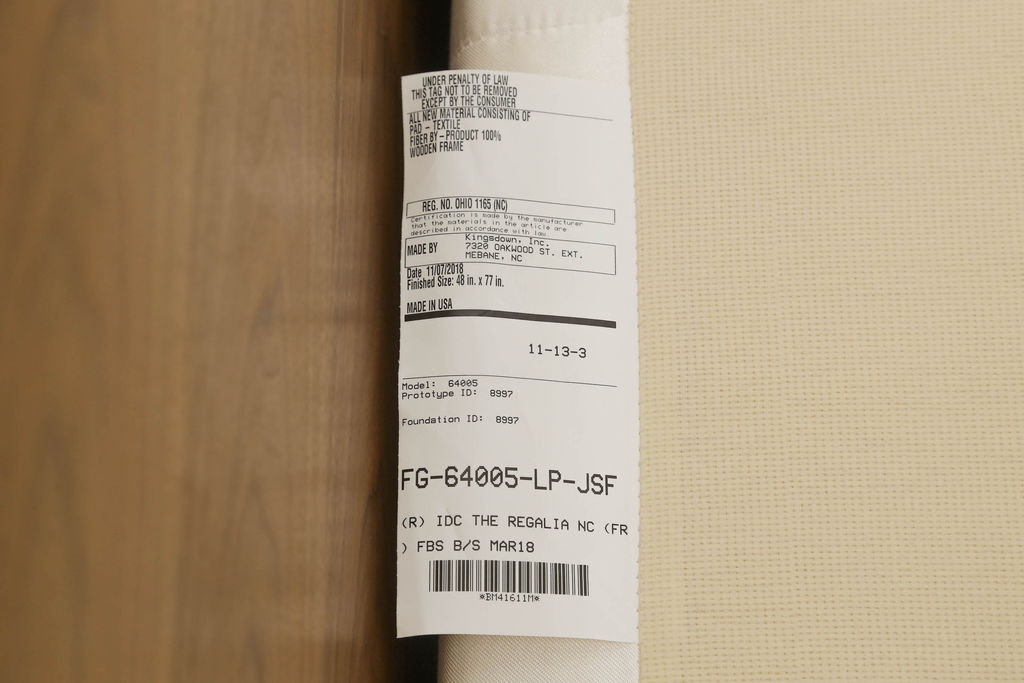 UNDER PENALTY OF LAW
THIS TAG NOT TO BE REMOVED
EXCEPT BY THE CONSUMER
ALL NEW MATERIAL CONSISTING OF
PAD - TEXTILE
FIBER BY-PRODUCT 100%
WOODEN FRAME
REG. NO. OHIO 1165 (NC)
Certification is made by the manufacturer
that the materials in the article are
described in accordance with law
MADE BY
Kingsdown, Inc.
7320 OAKWOOD ST. EXT.
MEBANE, NC
Date 11/07/2018
Finished Size: 48 in. x 77 in.
MADE IN USA
11-13-3
Model: 64005
Prototype ID: 8997
Foundation ID: 8997
FG-64005-LP-JSF
(R) IDC THE REGALIA NC (FR
) FBS B/S MAR18
*BM41611M*